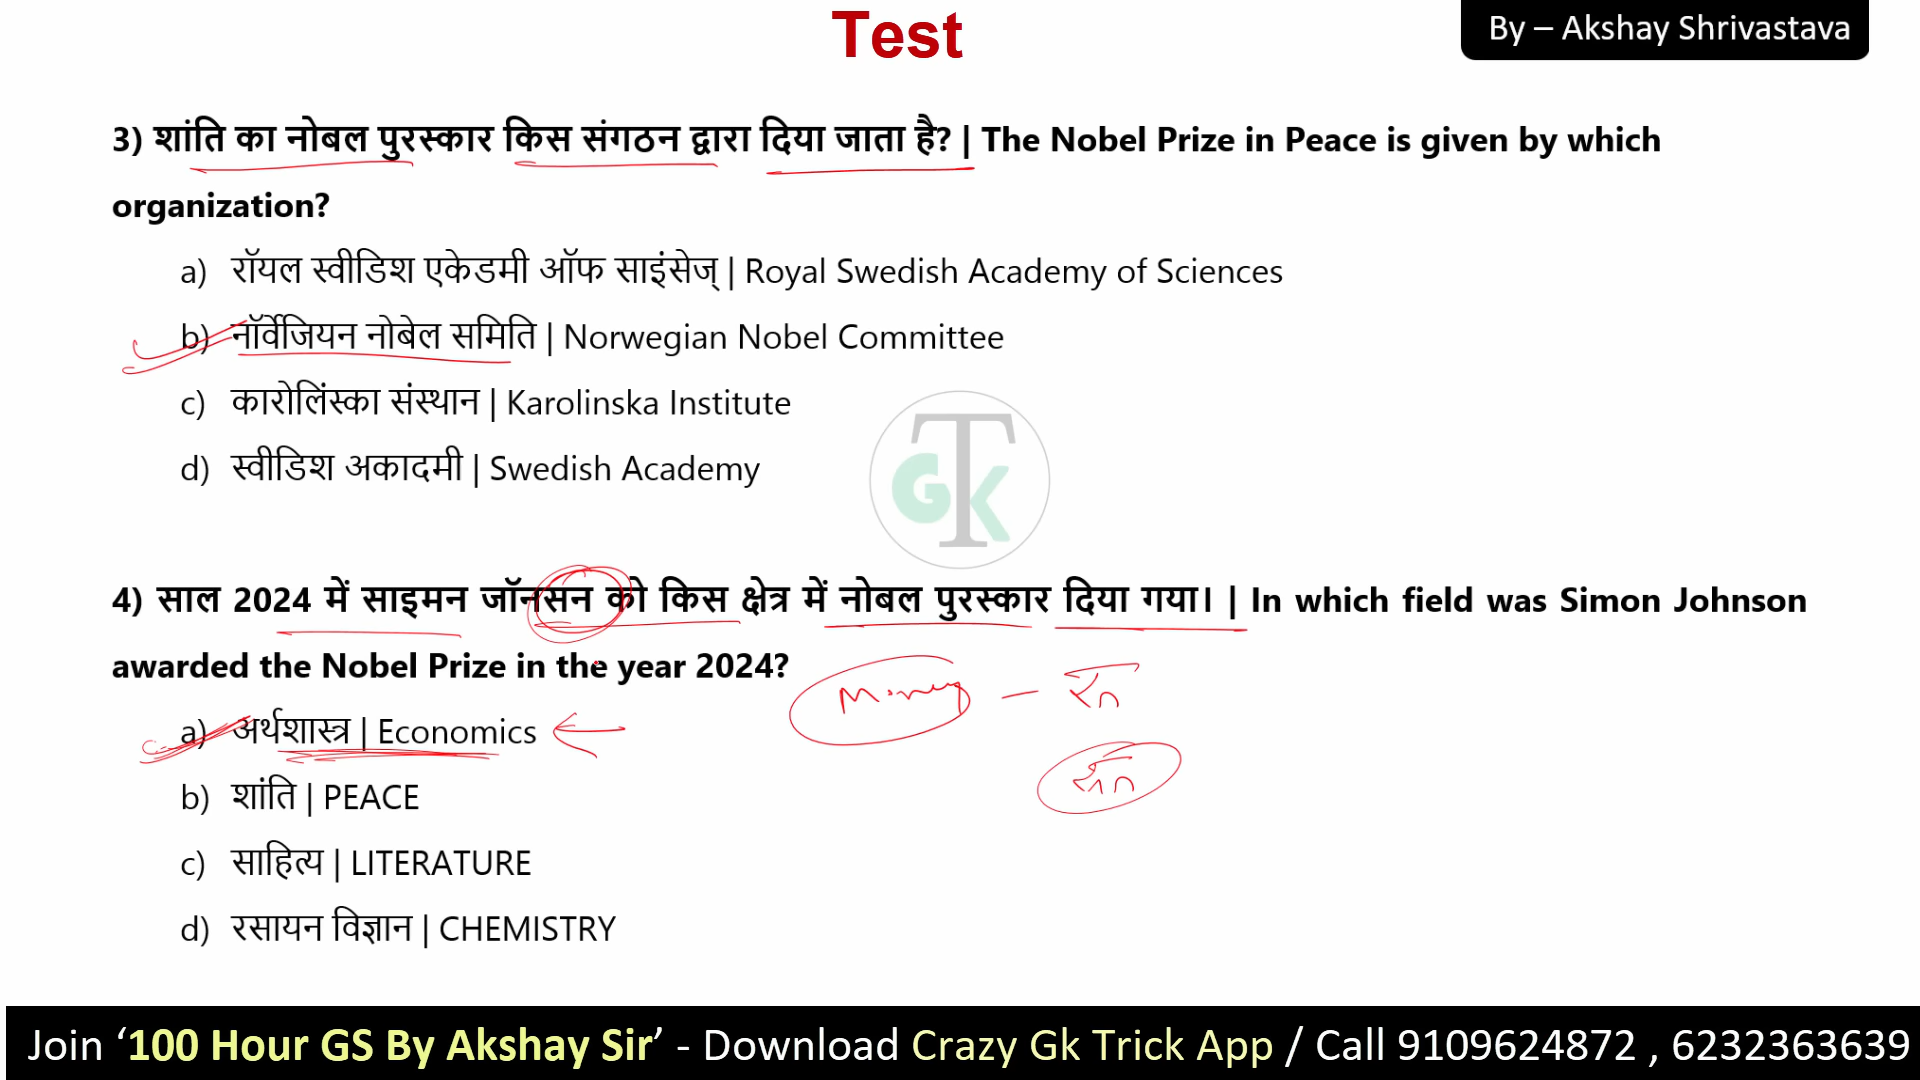 Test
By – Akshay Shrivastava
3) शांति का नोबल पुरस्कार किस संगठन द्वारा दिया जाता है? | The Nobel Prize in Peace is given by which
organization?
a) रॉयल स्वीडिश एकेडमी ऑफ साइंसेज् | Royal Swedish Academy of Sciences
b) नॉर्वेजियन नोबेल समिति | Norwegian Nobel Committee
c) कारोलिंस्का संस्थान | Karolinska Institute
d) स्वीडिश अकादमी | Swedish Academy
GTK
4) साल 2024 में साइमन जॉनसन को किस क्षेत्र में नोबल पुरस्कार दिया गया। | In which field was Simon Johnson
awarded the Nobel Prize in the year 2024?
Money –
a) अर्थशास्त्र | Economics
b) शांति | PEACE
c) साहित्य | LITERATURE
d) रसायन विज्ञान | CHEMISTRY
Join ‘100 Hour GS By Akshay Sir’ - Download Crazy Gk Trick App / Call 9109624872 , 6232363639